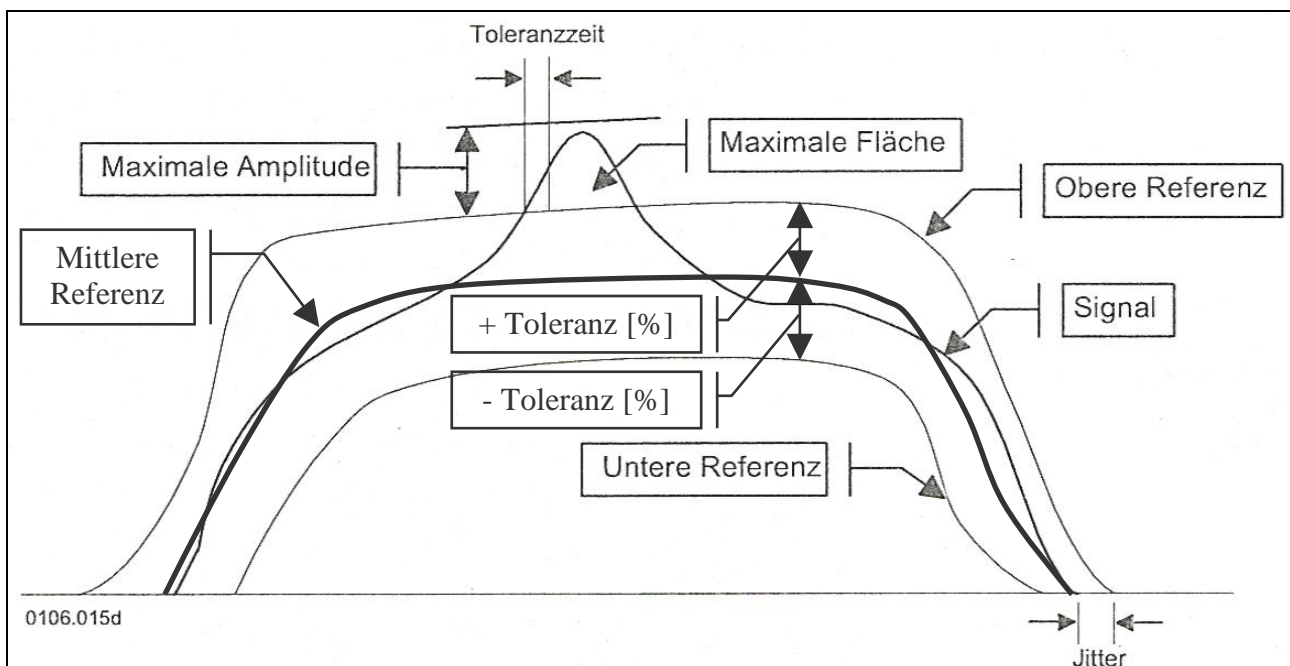 Toleranzzeit
Maximale Amplitude
Maximale Fläche
Obere Referenz
Mittlere
Referenz
+ Toleranz [%]
Signal
- Toleranz [%]
Untere Referenz
0106.015d
Jitter